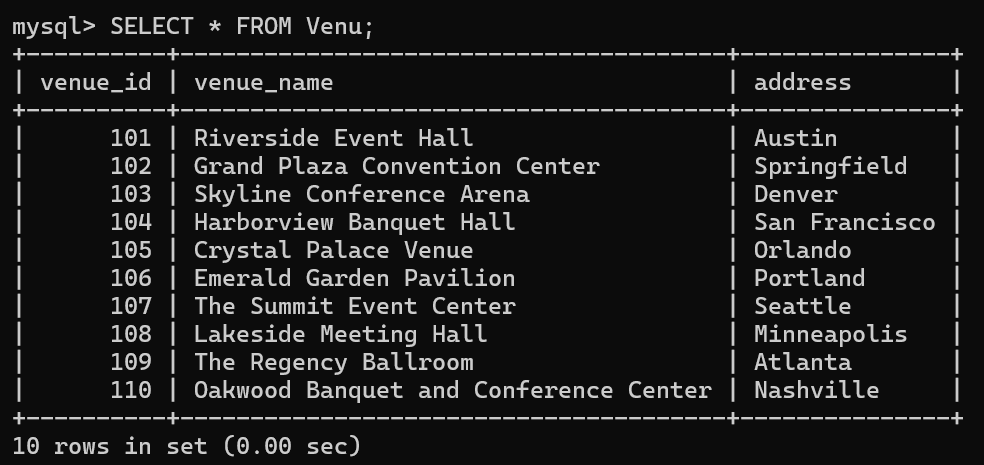 mysql> SELECT * FROM Venu;
+----------+---------------------------------------+---------------+
| venue_id | venue_name                            | address       |
+----------+---------------------------------------+---------------+
|      101 | Riverside Event Hall                  | Austin        |
|      102 | Grand Plaza Convention Center         | Springfield   |
|      103 | Skyline Conference Arena              | Denver        |
|      104 | Harborview Banquet Hall               | San Francisco |
|      105 | Crystal Palace Venue                  | Orlando       |
|      106 | Emerald Garden Pavilion               | Portland      |
|      107 | The Summit Event Center               | Seattle       |
|      108 | Lakeside Meeting Hall                 | Minneapolis   |
|      109 | The Regency Ballroom                  | Atlanta       |
|      110 | Oakwood Banquet and Conference Center | Nashville     |
+----------+---------------------------------------+---------------+
10 rows in set (0.00 sec)